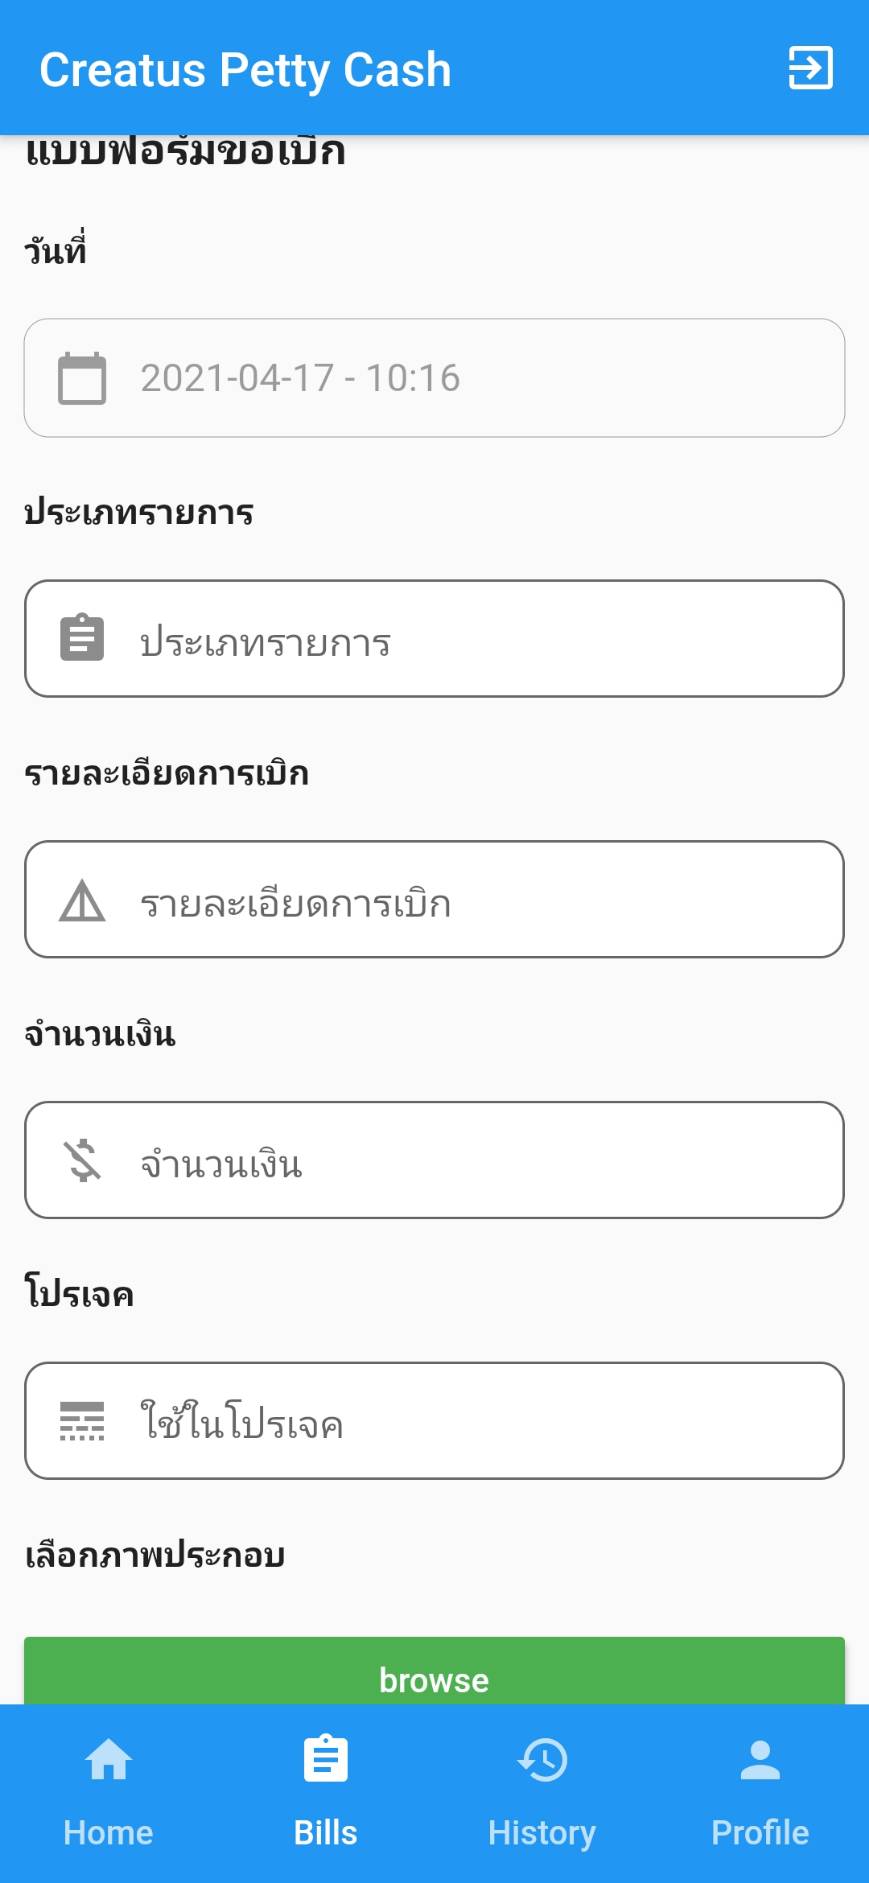 Creatus Petty Cash
แบบฟอร์มขอเบิก
วันที่
2021-04-17 - 10:16
ประเภทรายการ
ประเภทรายการ
รายละเอียดการเบิก
รายละเอียดการเบิก
จำนวนเงิน
จำนวนเงิน
โปรเจค
ใช้ในโปรเจค
เลือกภาพประกอบ
browse
Home
Bills
History
Profile